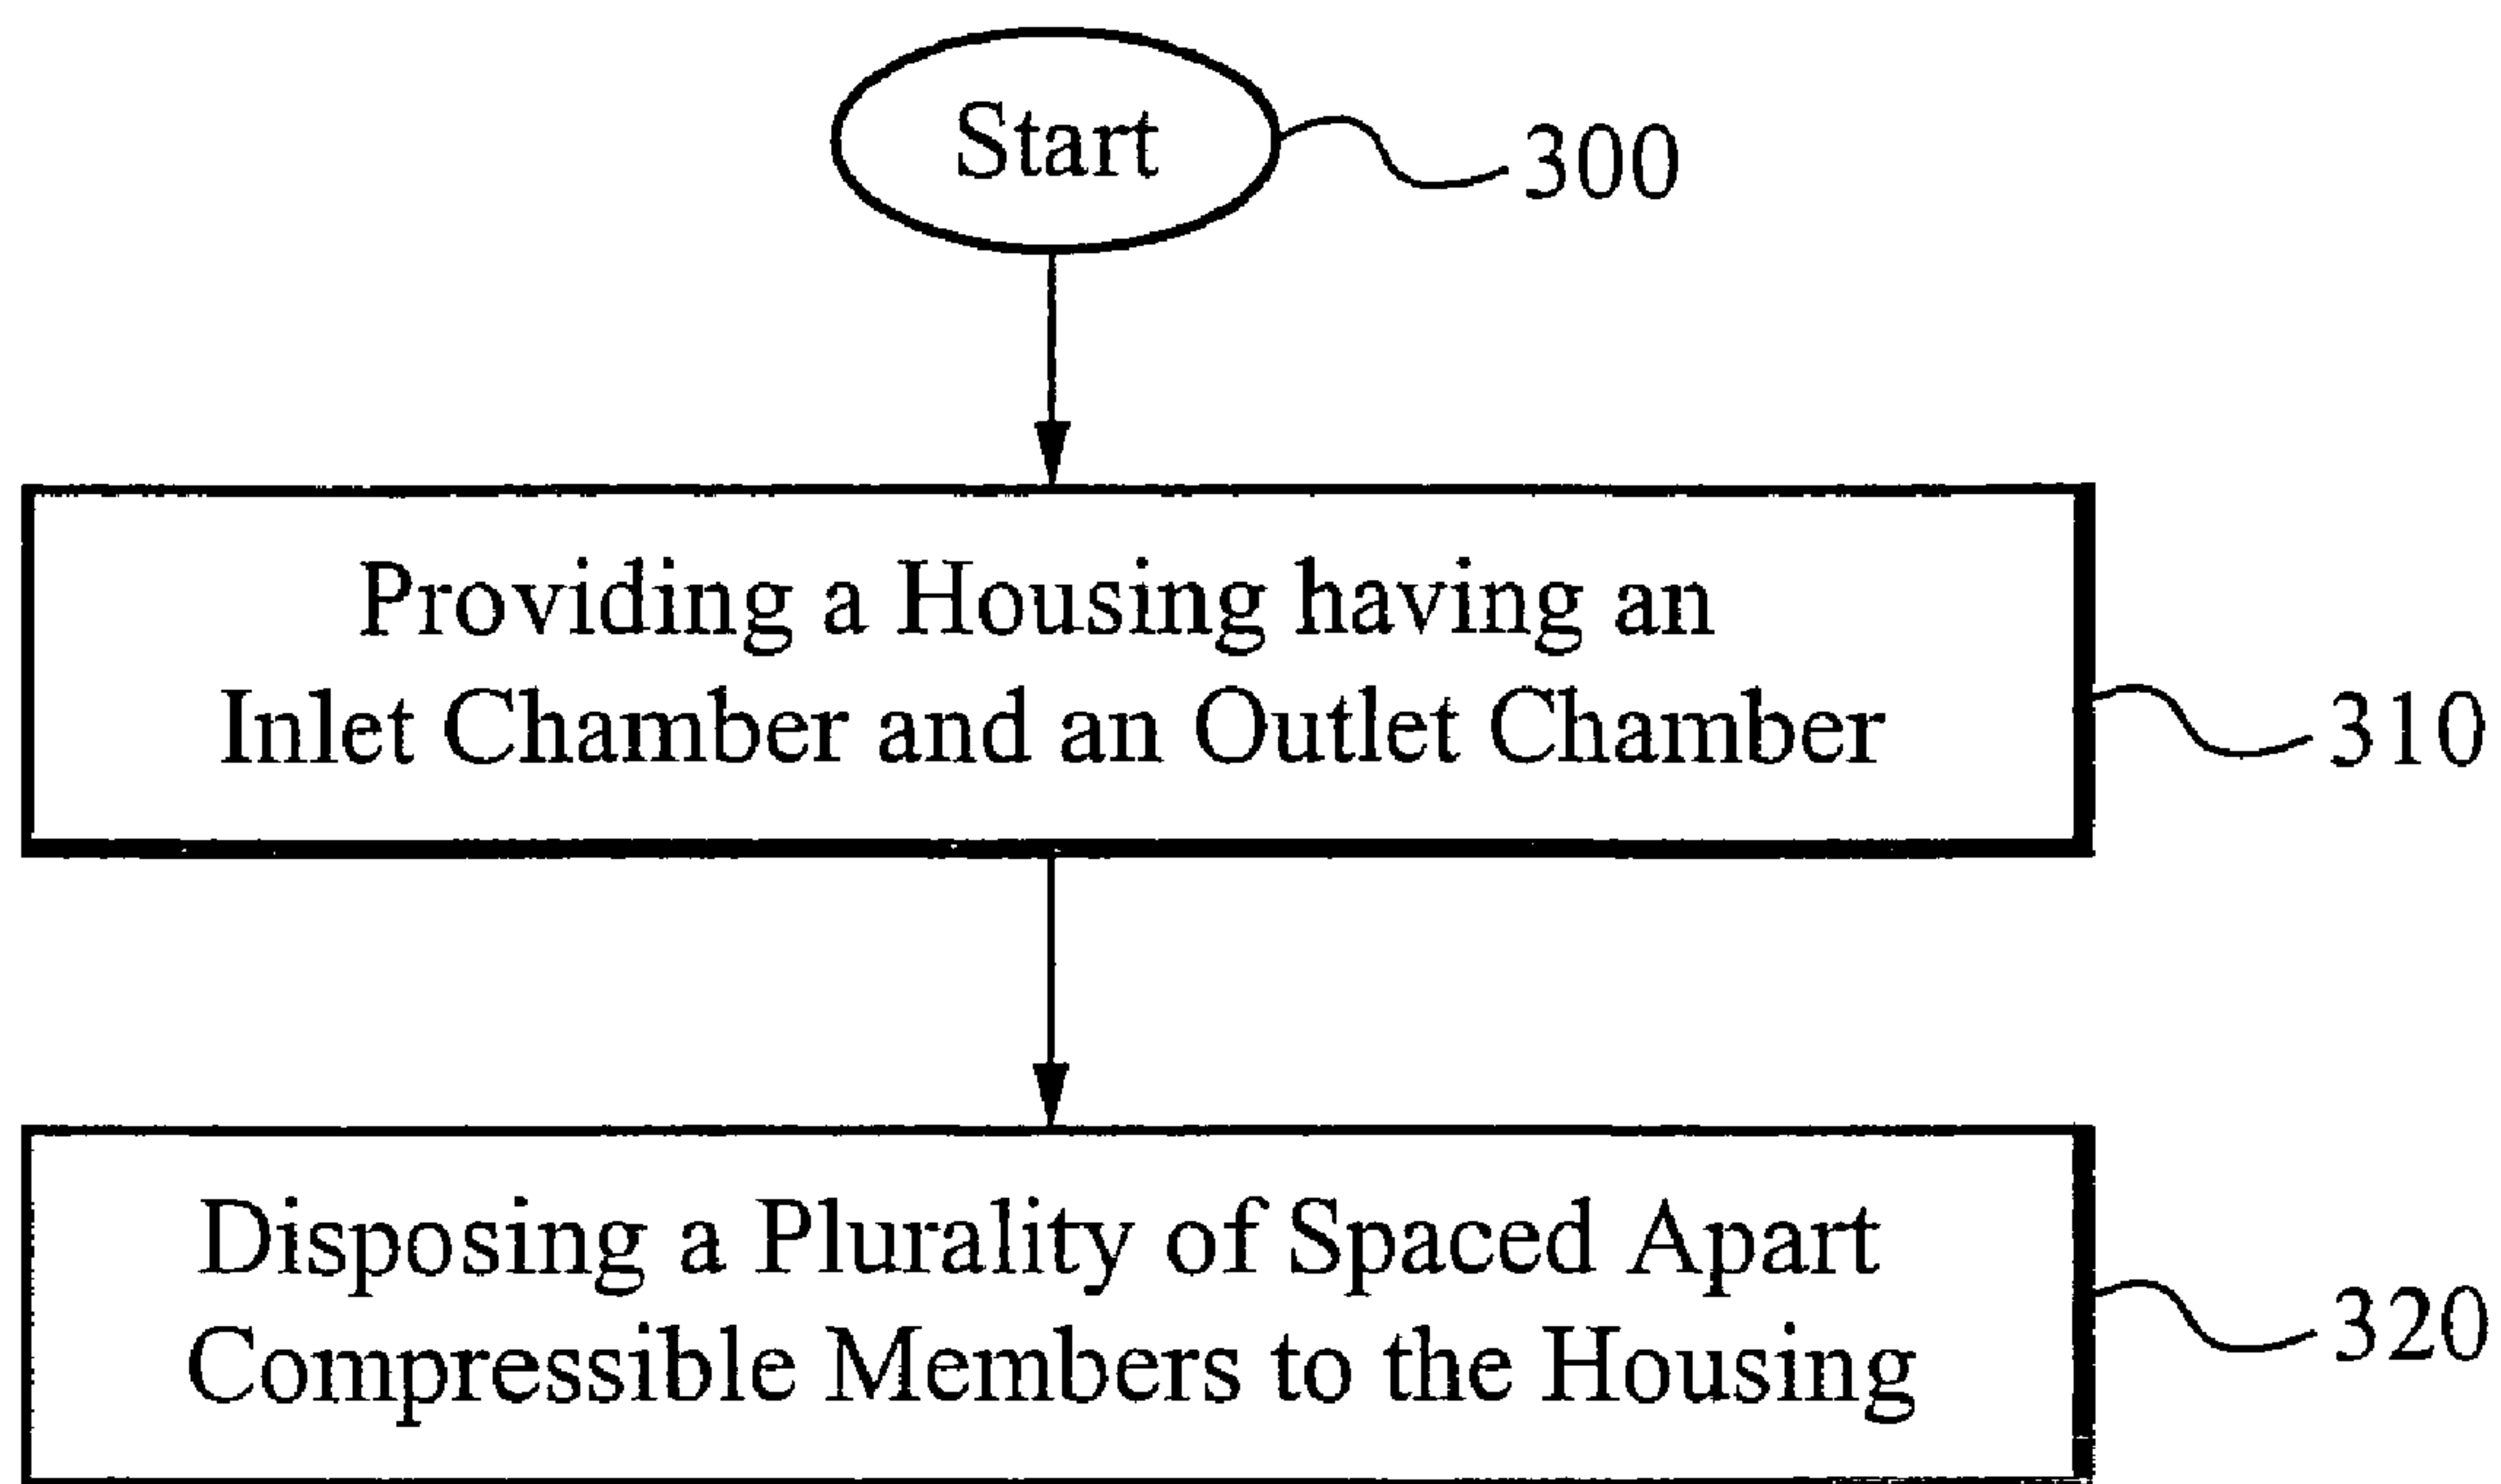 Start
300
Providing a Housing having an
Inlet Chamber and an Outlet Chamber
310
Disposing a Plurality of Spaced Apart
Compressible Members to the Housing
320